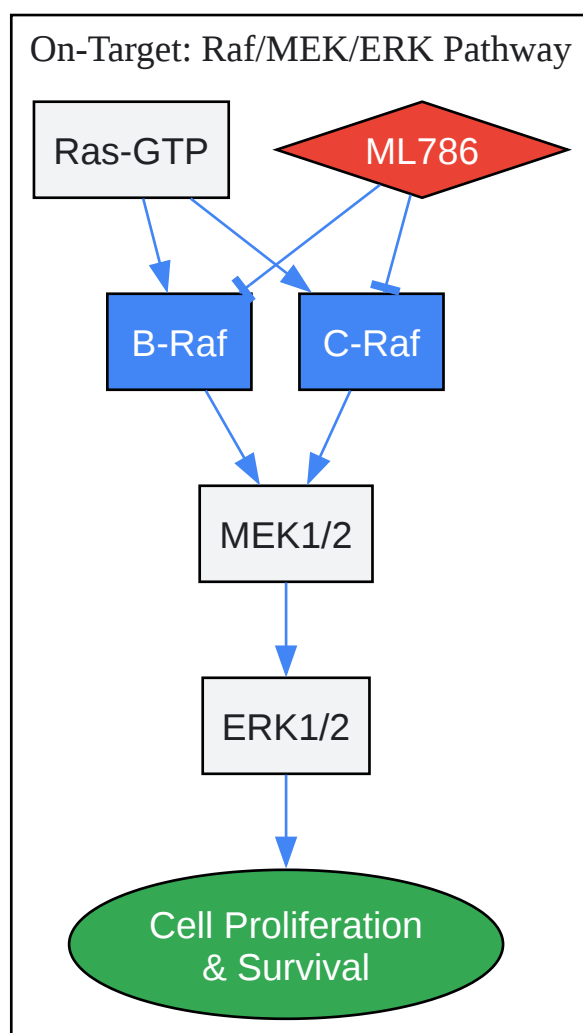 On-Target: Raf/MEK/ERK Pathway
Ras-GTP
ML786
B-Raf
C-Raf
MEK1/2
ERK1/2
Cell Proliferation
& Survival